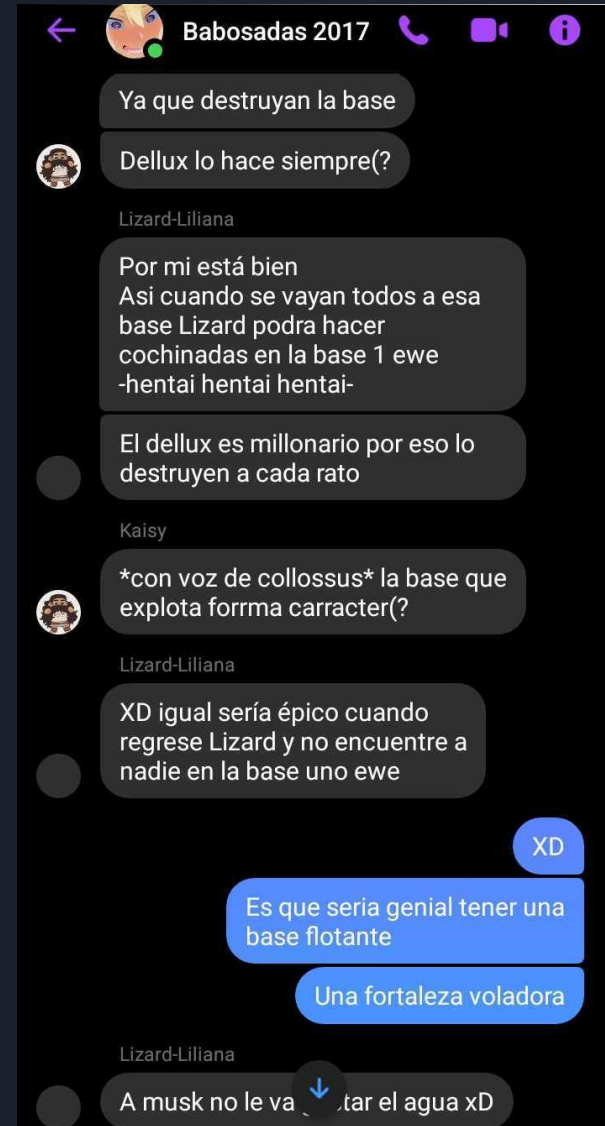 Babosadas 2017
Ya que destruyan la base
Dellux lo hace siempre(?
Lizard-Liliana
Por mi está bien
Asi cuando se vayan todos a esa
base Lizard podra hacer
cochinadas en la base 1 ewe
-hentai hentai hentai-
El dellux es millonario por eso lo
destruyen a cada rato
Kaisy
*con voz de collossus* la base que
explota forrma carracter(?
Lizard-Liliana
XD igual sería épico cuando
regrese Lizard y no encuentre a
nadie en la base uno ewe
XD
Es que seria genial tener una
base flotante
Una fortaleza voladora
Lizard-Liliana
A musk no le va el agua xD